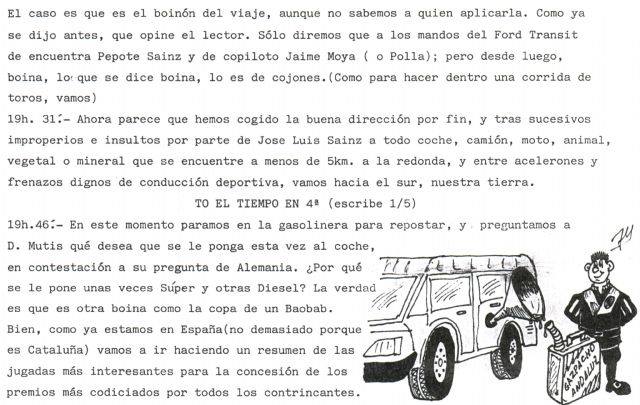 El caso es que es el boinón del viaje, aunque no sabemos a quien aplicarla. Como ya
se dijo antes, que opine el lector. Sólo diremos que a los mandos del Ford Transit
de encuentra Pepote Sainz y de copiloto Jaime Moya ( o Polla); pero desde luego,
boina, lo que se dice boina, lo es de cojones.(Como para hacer dentro una corrida de
toros, vamos)
19h. 31:- Ahora parece que hemos cogido la buena dirección por fin, y tras sucesivos
improperios e insultos por parte de Jose Luis Sainz a todo coche, camión, moto, animal,
vegetal o mineral que se encuentre a menos de 5km. a la redonda, y entre acelerones y
frenazos dignos de conducción deportiva, vamos hacia el sur, nuestra tierra.
TO EL TIEMPO EN 4ª (escribe 1/5)
19h.46:- En este momento paramos en la gasolinera para repostar, y preguntamos a
D. Mutis qué desea que se le ponga esta vez al coche,
en contestación a su pregunta de Alemania. ¿Por qué
se le pone unas veces Súper y otras Diesel? La verdad
es que es otra boina como la copa de un Baobab.
Bien, como ya estamos en España(no demasiado porque
es Cataluña) vamos a ir haciendo un resumen de las
jugadas más interesantes para la concesión de los
premios más codiciados por todos los contrincantes.
GAZPACHO
ANDALUZ